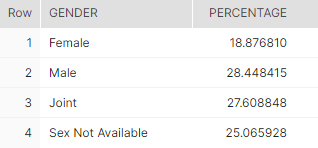 Row GENDER PERCENTAGE
1 Female 18.876810
2 Male 28.448415
3 Joint 27.608848
4 Sex Not Available 25.065928